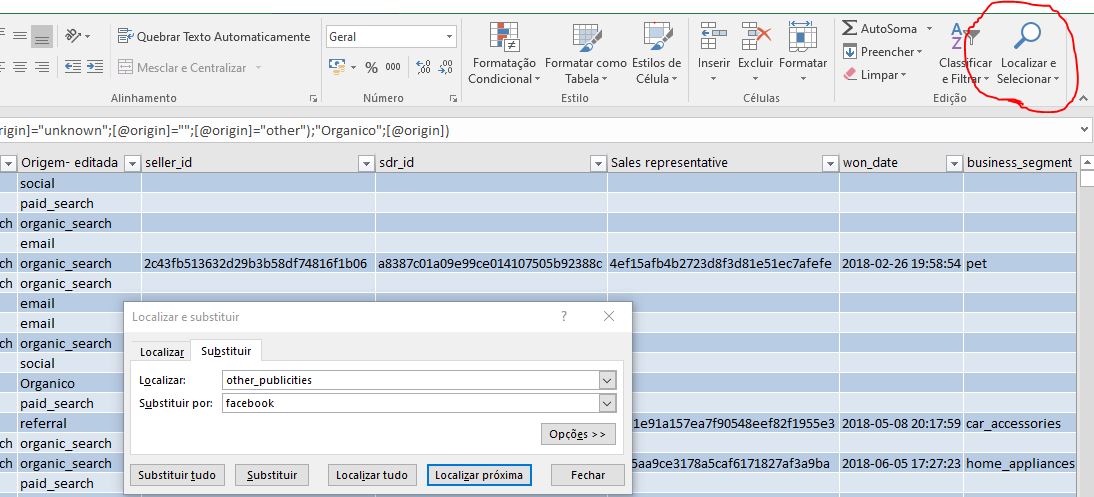 Quebrar Texto Automaticamente
Geral
AutoSoma
Mesclar e Centralizar
% 000
Formatação Condicional
Formatar como Tabela
Estilos de Célula
Inserir
Excluir
Formatar
Preencher
Limpar
Classificar e Filtrar
Localizar e Selecionar
Alinhamento
Número
Estilo
Células
Edição
igin]="unknown";[@origin]="";[@origin]="other");"Organico";[@origin])
Origem- editada seller_id sdr_id Sales representative won_date business_segment
social
paid_search
ch organic_search
email
ch organic_search 2c43fb513632d29b3b58df74816f1b06 a8387c01a09e99ce014107505b92388c 4ef15afb4b2723d8f3d81e51ec7afefe 2018-02-26 19:58:54 pet
ch organic_search
email
email
ch organic_search
social
Organico
paid_search
referral 1e91a157ea7f90548eef82f1955e3 2018-05-08 20:17:59 car_accessories
ch organic_search
ch organic_search 5aa9ce3178a5caf6171827af3a9ba 2018-06-05 17:27:23 home_appliances
paid_search
Localizar e substituir ?
Localizar Substituir
Localizar: other_publicities
Substituir por: facebook
Opções >>
Substituir tudo Substituir Localizar tudo Localizar próxima Fechar